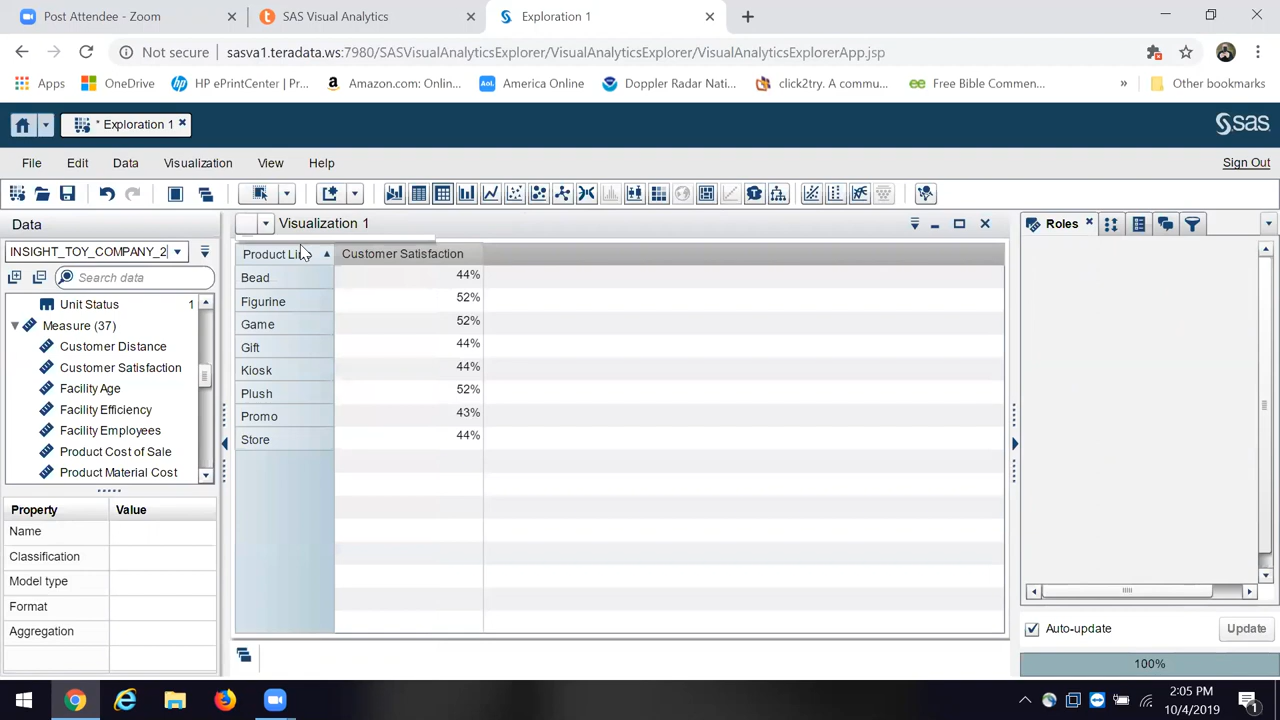 Post Attendee - Zoom
SAS Visual Analytics
Exploration 1
Not secure sasva1.teradata.ws:7980/SASVisualAnalyticsExplorer/VisualAnalyticsExplorer/VisualAnalyticsExplorerApp.jsp
Apps OneDrive HP ePrintCenter | Pr... Amazon.com: Onlin... America Online Doppler Radar Nati... click2try. A commu... Free Bible Commen... » Other bookmarks
* Exploration 1
sas
File Edit Data Visualization View Help Sign Out
Data
Visualization 1
Roles
INSIGHT_TOY_COMPANY_2
Search data
Unit Status 1
Measure (37)
Customer Distance
Customer Satisfaction
Facility Age
Facility Efficiency
Facility Employees
Product Cost of Sale
Product Material Cost
Property Value
Name
Classification
Model type
Format
Aggregation
Product Customer Satisfaction
Bead 44%
Figurine 52%
Game 52%
Gift 44%
Kiosk 44%
Plush 52%
Promo 43%
Store 44%
Auto-update Update
100%
2:05 PM
10/4/2019
1